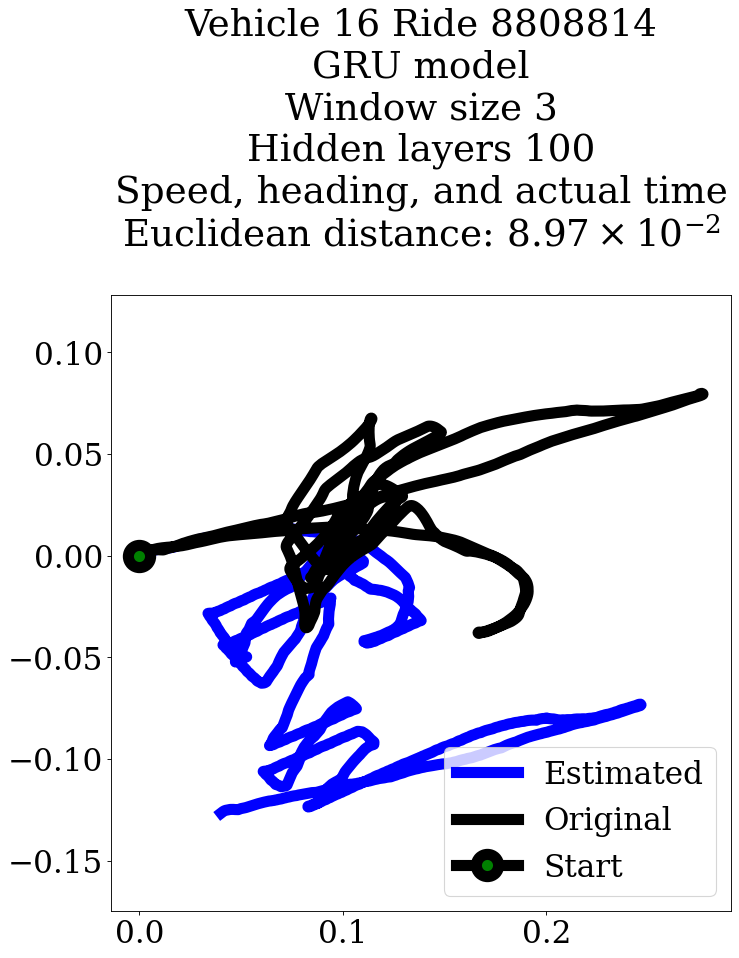 Vehicle 16 Ride 8808814
GRU model
Window size 3
Hidden layers 100
Speed, heading, and actual time
Euclidean distance: 8.97 × 10⁻²
0.10
0.05
0.00
−0.05
−0.10
−0.15
0.0 0.1 0.2
Estimated
Original
Start